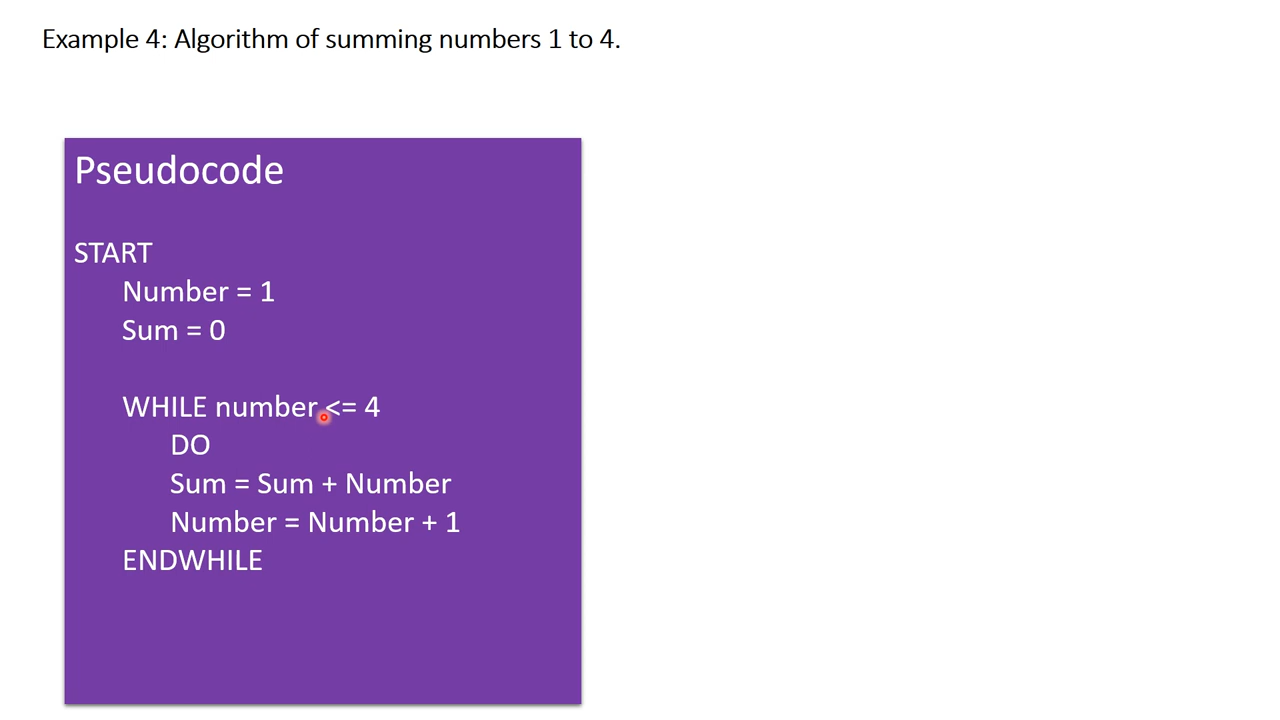 Example 4: Algorithm of summing numbers 1 to 4.
Pseudocode
START
Number = 1
Sum = 0
WHILE number <= 4
DO
Sum = Sum + Number
Number = Number + 1
ENDWHILE